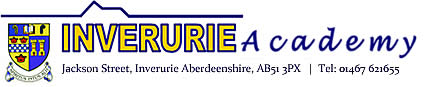 INVERURIE Academy
Jackson Street, Inverurie Aberdeenshire, AB51 3PX | Tel: 01467 621655